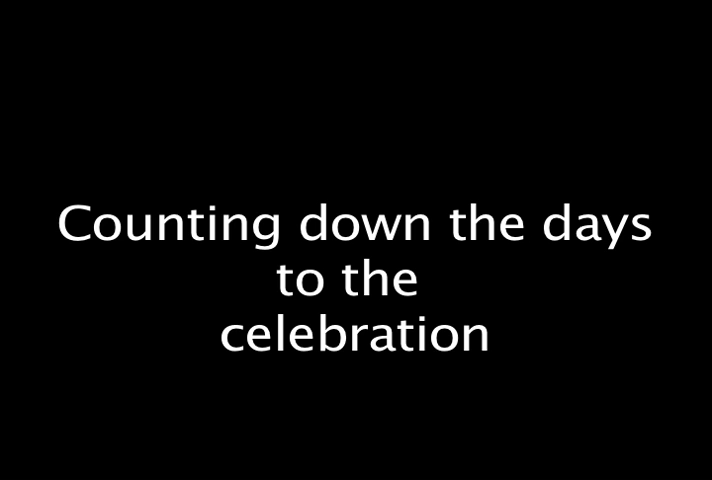 Counting down the days
to the
celebration